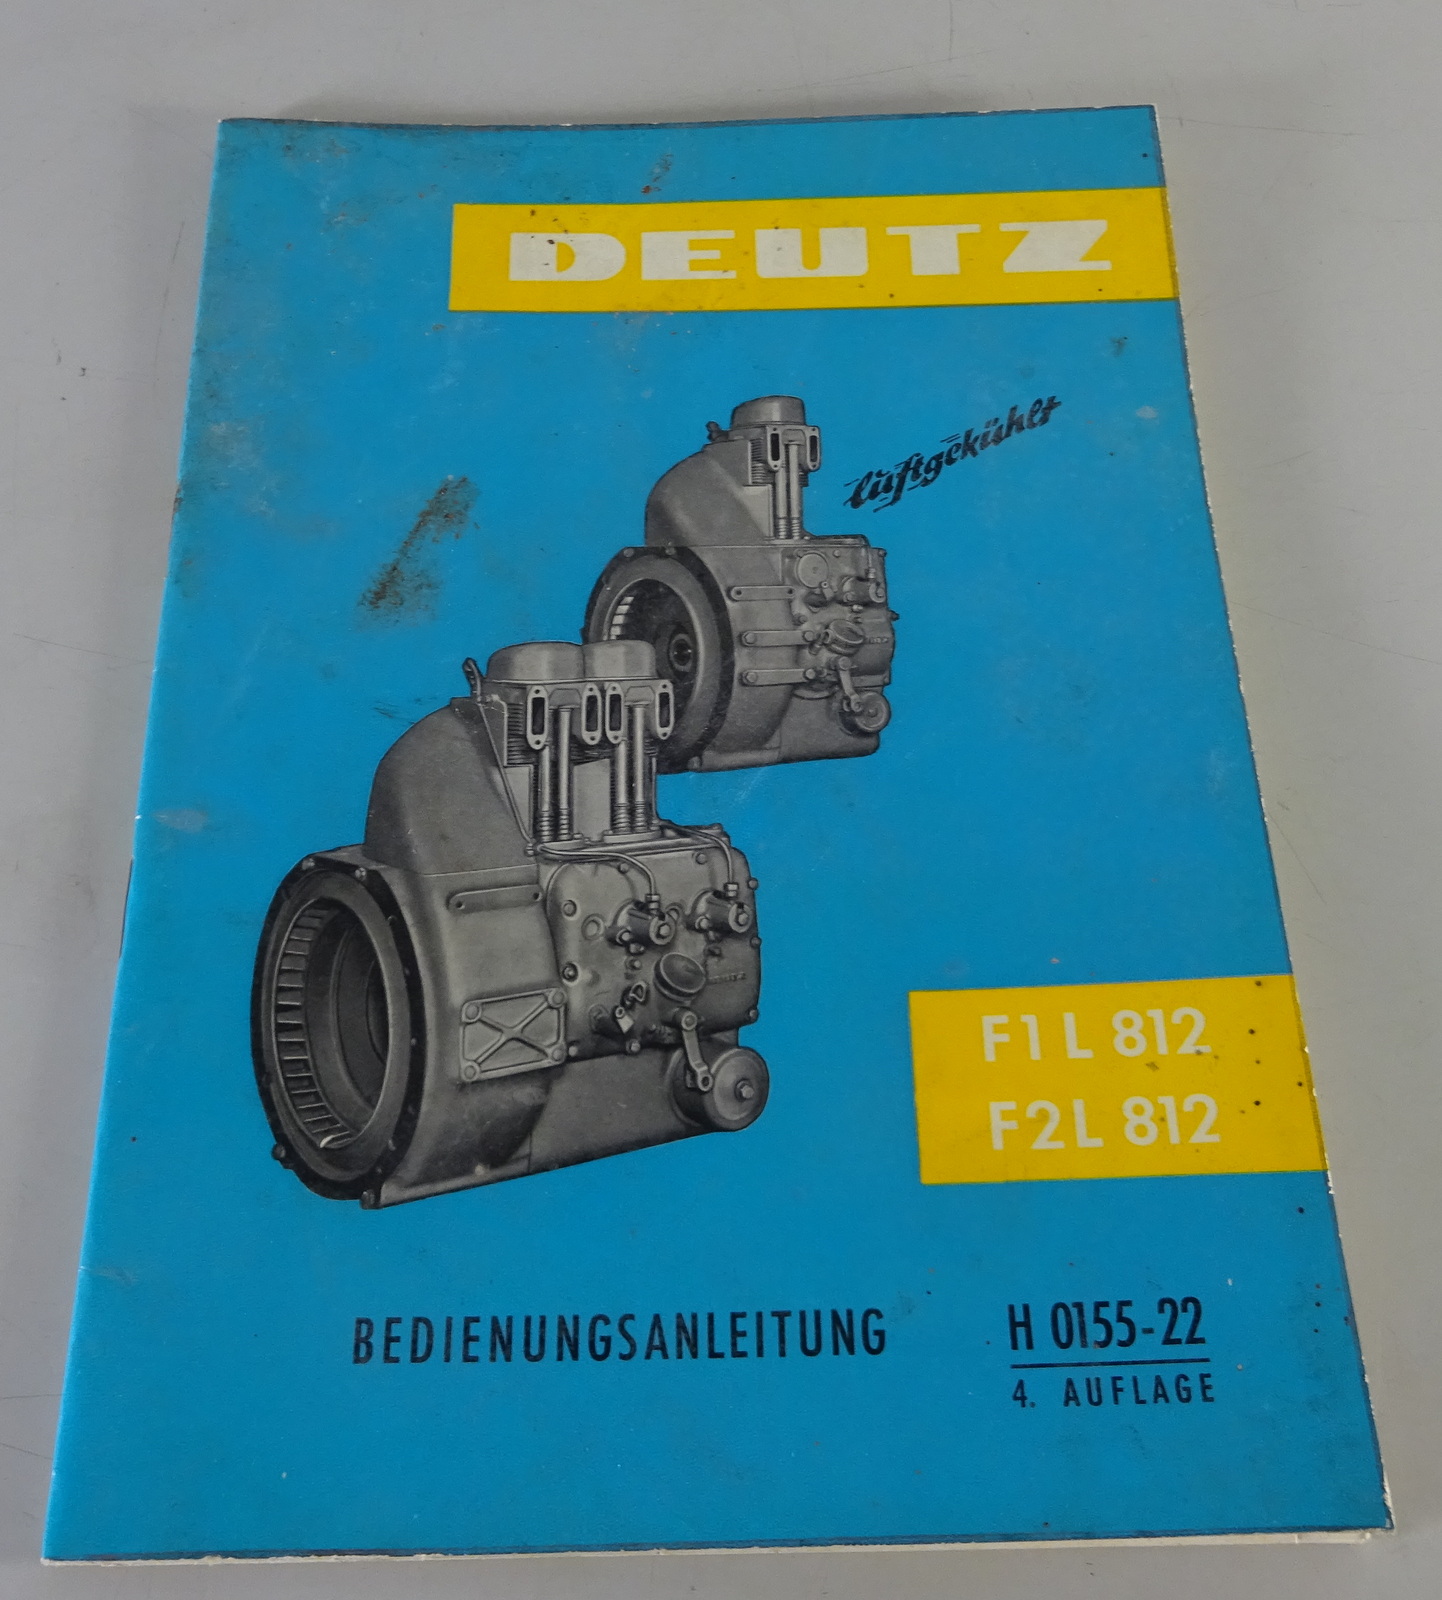 DEUTZ
luftgekühlt
F1L 812
F2L 812
BEDIENUNGSANLEITUNG
H 0155-22
4. AUFLAGE